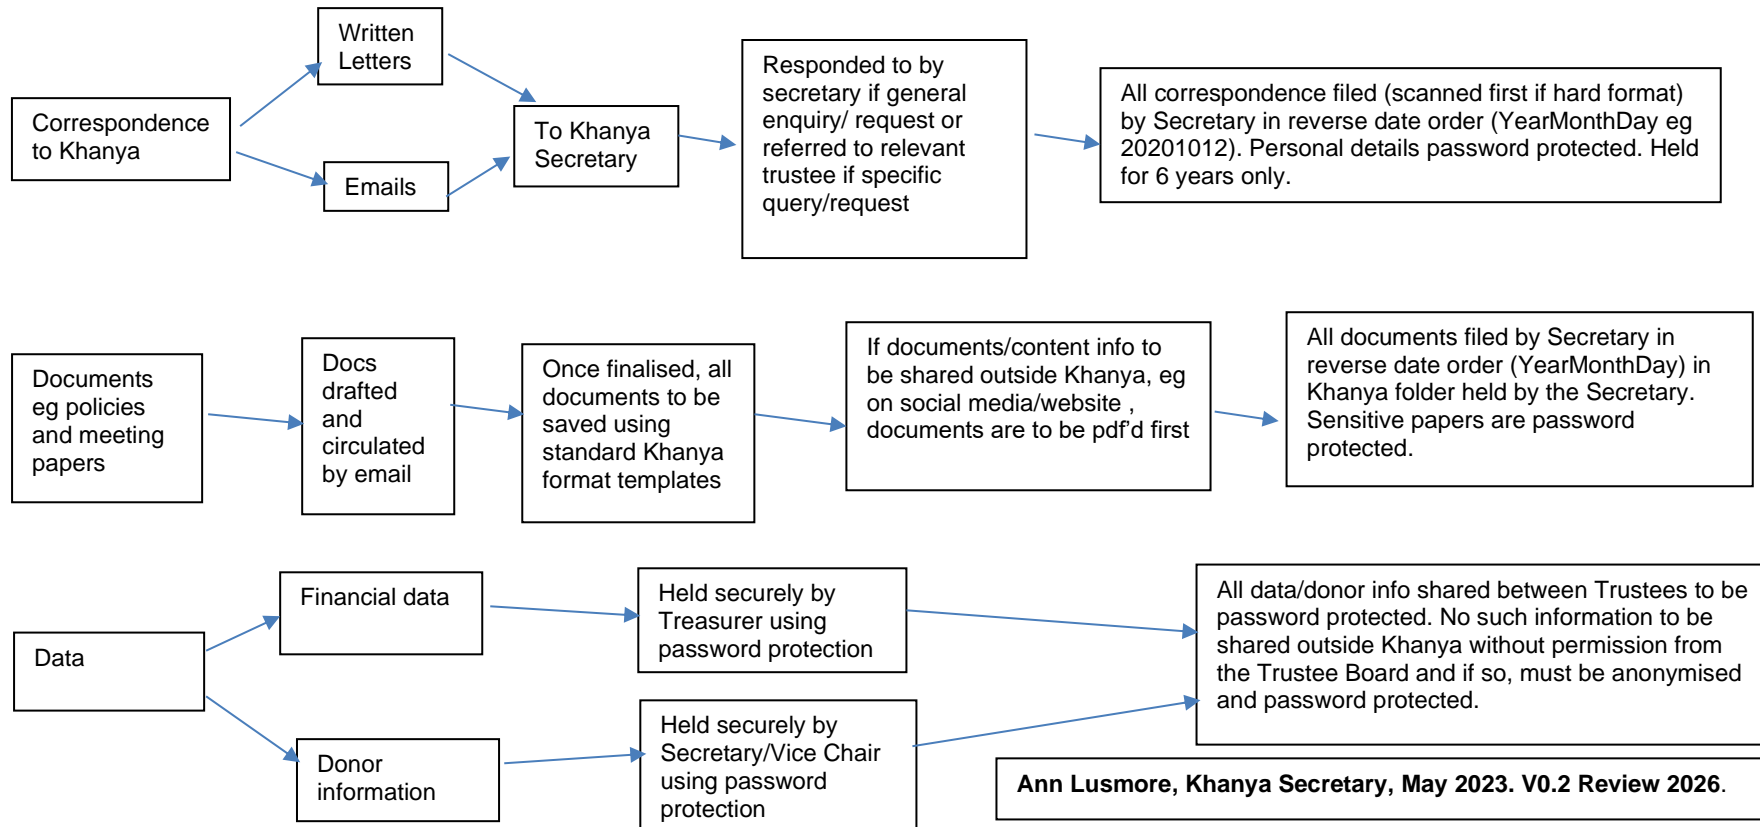 Written
Letters
Correspondence
to Khanya
Emails
To Khanya
Secretary
Responded to by
secretary if general
enquiry/ request or
referred to relevant
trustee if specific
query/request
All correspondence filed (scanned first if hard format)
by Secretary in reverse date order (YearMonthDay eg
20201012). Personal details password protected. Held
for 6 years only.
Documents
eg policies
and meeting
papers
Docs
drafted
and
circulated
by email
Once finalised, all
documents to be
saved using
standard Khanya
format templates
If documents/content info to
be shared outside Khanya, eg
on social media/website ,
documents are to be pdf’d first
All documents filed by Secretary in
reverse date order (YearMonthDay) in
Khanya folder held by the Secretary.
Sensitive papers are password
protected.
Data
Financial data
Donor
information
Held securely by
Treasurer using
password protection
Held securely by
Secretary/Vice Chair
using password
protection
All data/donor info shared between Trustees to be
password protected. No such information to be
shared outside Khanya without permission from
the Trustee Board and if so, must be anonymised
and password protected.
Ann Lusmore, Khanya Secretary, May 2023. V0.2 Review 2026.